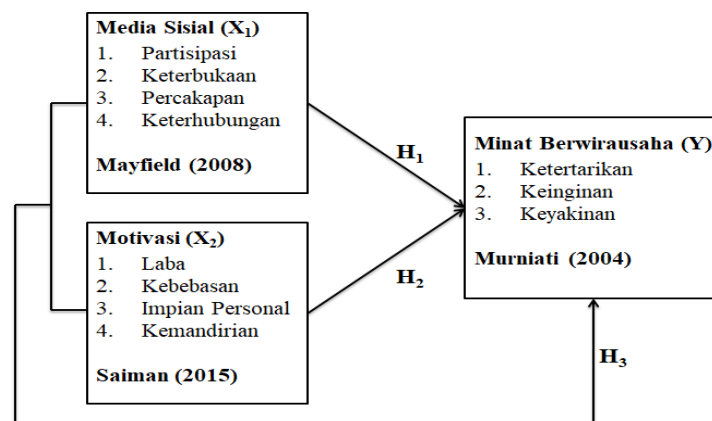 Media Sisial (X₁)
1. Partisipasi
2. Keterbukaan
3. Percakapan
4. Keterhubungan
Mayfield (2008)
Motivasi (X₂)
1. Laba
2. Kebebasan
3. Impian Personal
4. Kemandirian
Saiman (2015)
H₁
H₂
Minat Berwirausaha (Y)
1. Ketertarikan
2. Keinginan
3. Keyakinan
Murniati (2004)
H₃